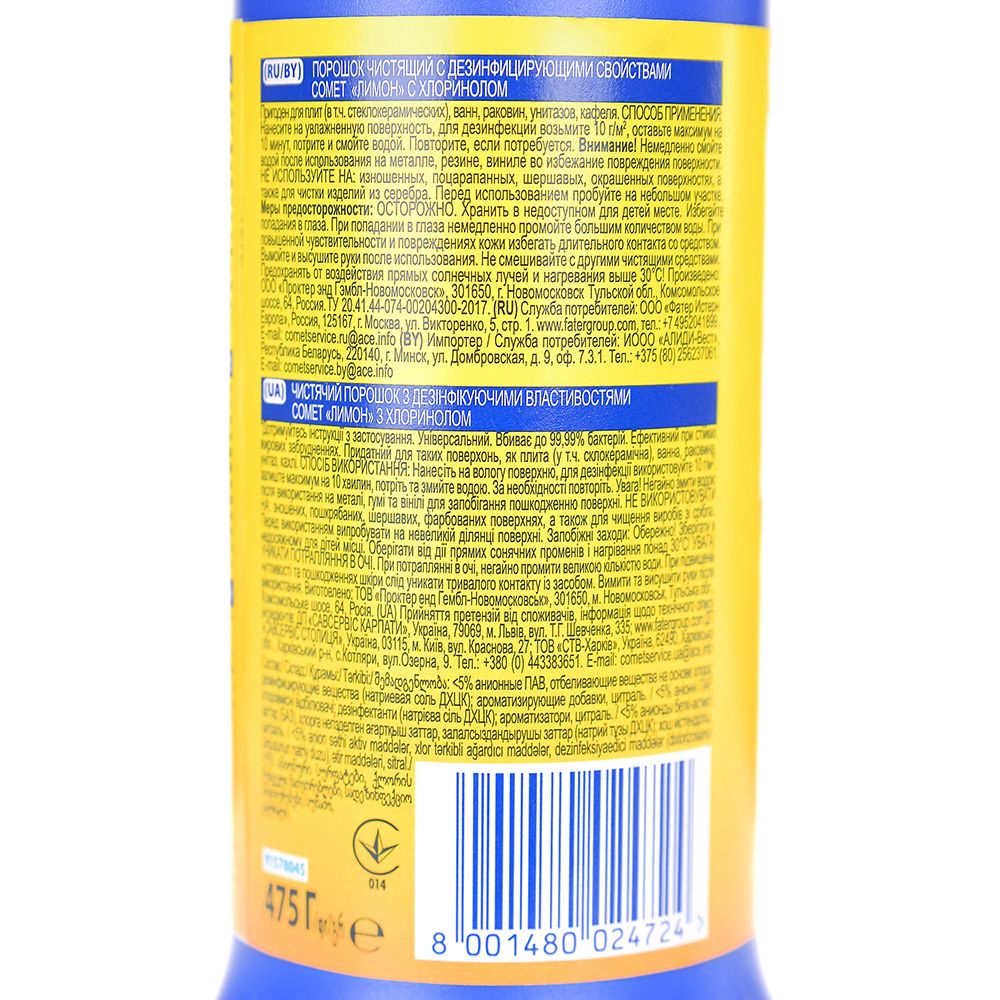 (RU/BY) ПОРОШОК ЧИСТЯЩИЙ С ДЕЗИНФИЦИРУЮЩИМИ СВОЙСТВАМИ
COMET «ЛИМОН» С ХЛОРИНОЛОМ
Пригоден для плит (в т.ч. стеклокерамических), ванн, раковин, унитазов, кафеля. СПОСОБ ПРИМЕНЕНИЯ:
Нанесите на увлажненную поверхность, для дезинфекции возьмите 10 г/м², оставьте максимум на
10 минут, потрите и смойте водой. Повторите, если потребуется. Внимание! Немедленно смойте
водой после использования на металле, резине, виниле во избежание повреждения поверхности.
НЕ ИСПОЛЬЗУЙТЕ НА: изношенных, поцарапанных, шершавых, окрашенных поверхностях, а
также для чистки изделий из серебра. Перед использованием пробуйте на небольшом участке.
Меры предосторожности: ОСТОРОЖНО. Хранить в недоступном для детей месте. Избегайте
попадания в глаза. При попадании в глаза немедленно промойте большим количеством воды. При
повышенной чувствительности и повреждениях кожи избегать длительного контакта со средством.
Вымойте и высушите руки после использования. Не смешивайте с другими чистящими средствами.
Предохранять от воздействия прямых солнечных лучей и нагревания выше 30°С! Произведено:
ООО «Проктер энд Гэмбл-Новомосковск», 301650, г. Новомосковск Тульской обл., Комсомольское
шоссе, 64, Россия. ТУ 20.41.44-074-00204300-2017. (RU) Служба потребителей: ООО «Фатер Истерн
Европа», Россия, 125167, г. Москва, ул. Викторенко, 5, стр. 1. www.fatergroup.com, тел.: +7 4952041899,
E-mail: cometservice.ru@ace.info (BY) Импортер / Служба потребителей: ИООО «АЛИДИ-Вест»,
Республика Беларусь, 220140, г. Минск, ул. Домбровская, д. 9, оф. 7.3.1. Тел.: +375 (80) 256237061.
E-mail: cometservice.by@ace.info
(UA) ЧИСТЯЧИЙ ПОРОШОК З ДЕЗІНФІКУЮЧИМИ ВЛАСТИВОСТЯМИ
COMET «ЛИМОН» З ХЛОРИНОЛОМ
інструкції з застосування. Універсальний. Вбиває до 99,99% бактерій. Ефективний при стійких
жирових забрудненнях. Придатний для таких поверхонь, як плита (у т.ч. склокерамічна), ванна, раковина,
унітаз, кахлі. СПОСІБ ВИКОРИСТАННЯ: Нанесіть на вологу поверхню, для дезінфекції використовуйте 10 г/м²,
залиште максимум на 10 хвилин, потріть та змийте водою. За необхідності повторіть. Увага! Негайно змити водою
після використання на металі, гумі та вінілі для запобігання пошкодженню поверхні. НЕ ВИКОРИСТОВУВАТИ
НА: зношених, пошкрябаних, шершавих, фарбованих поверхнях, а також для чищення виробів з срібла.
Перед використанням випробувати на невеликій ділянці поверхні. Запобіжні заходи: Обережно! Зберігати в
недосяжному для дітей місці. Оберігати від дії прямих сонячних променів і нагрівання понад 30°С! УВАГА
УНИКАТИ ПОТРАПЛЯННЯ В ОЧІ. При потраплянні в очі, негайно промити великою кількістю води. При підвищеній
чутливості та пошкодженнях шкіри слід уникати тривалого контакту із засобом. Вимити та висушити руки після
використання. Виготовлено: ТОВ «Проктер енд Гембл-Новомосковськ», 301650, м. Новомосковськ, Тульська обл.,
Комсомольське шосе, 64, Росія. (UA) Прийняття претензій від споживачів, інформація щодо технічного опису
ДП «САВСЕРВІС КАРПАТИ», Україна, 79069, м. Львів, вул. Т.Г. Шевченка, 335; www.fatergroup.com
«САВСЕРВІС СТОЛИЦЯ», Україна, 03115, м. Київ, вул. Краснова, 27; ТОВ «СТВ-Харків», Україна, 62490, Харківський
Харківський р-н, с.Котляри, вул.Озерна, 9. Тел.: +380 (0) 443383651. E-mail: cometservice.ua@ace.info
Состав: Склад:/ Құрамы:/ Tərkibi:/ შემადგენლობა: <5% анионные ПАВ, отбеливающие вещества на основе хлора,
дезинфицирующие вещества (натриевая соль ДХЦК); ароматизирующие добавки, цитраль. / <5% аніонні ПАР,
відбілювачі; дезінфектанти (натрієва сіль ДХЦК); ароматизатори, цитраль. / <5% анионды
хлорға негізделген ағартқыш заттар, залалсыздандырушы заттар (натрий тұзы ДХЦК); хош
цитраль. / <5% anion səthi aktiv maddələr, xlor tərkibli ağardıcı maddələr, dezinfeksiyaedici maddələr
duzu), ətir maddələri, sitral. /
014
91578045
475 Г gr e
8 001480 024724 >